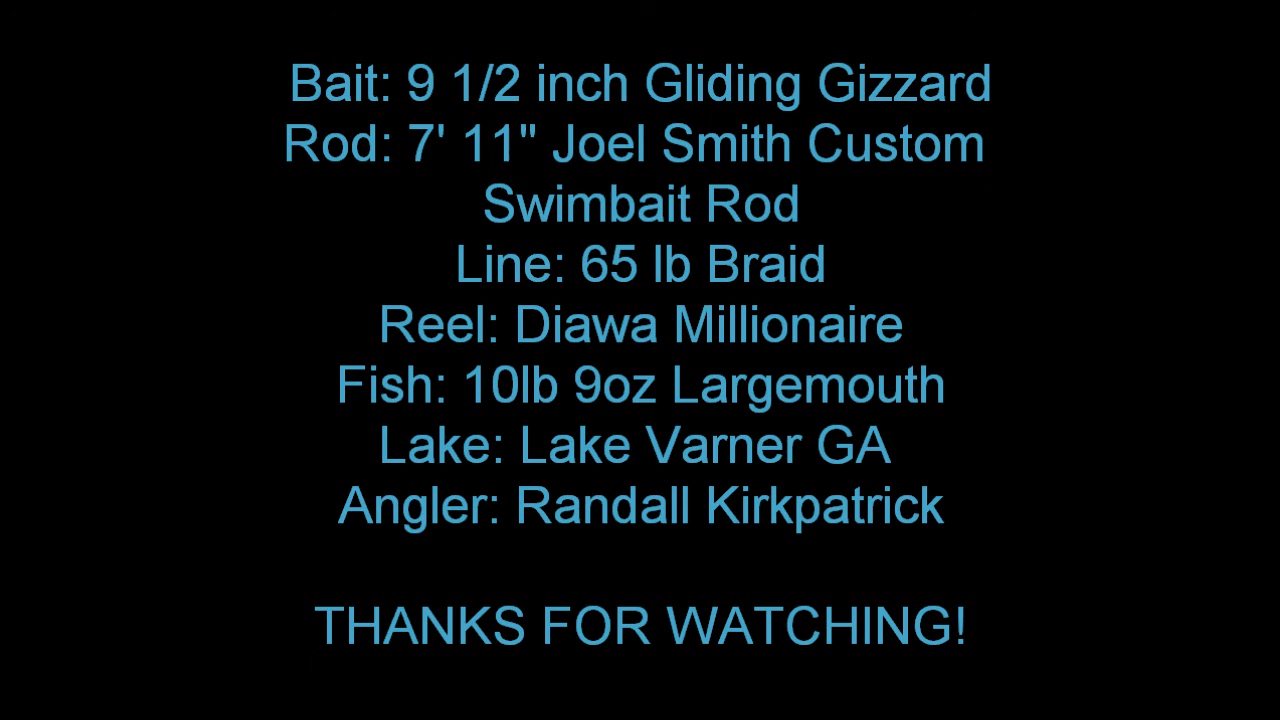 Bait: 9 1/2 inch Gliding Gizzard
Rod: 7' 11" Joel Smith Custom
Swimbait Rod
Line: 65 lb Braid
Reel: Diawa Millionaire
Fish: 10lb 9oz Largemouth
Lake: Lake Varner GA
Angler: Randall Kirkpatrick
THANKS FOR WATCHING!